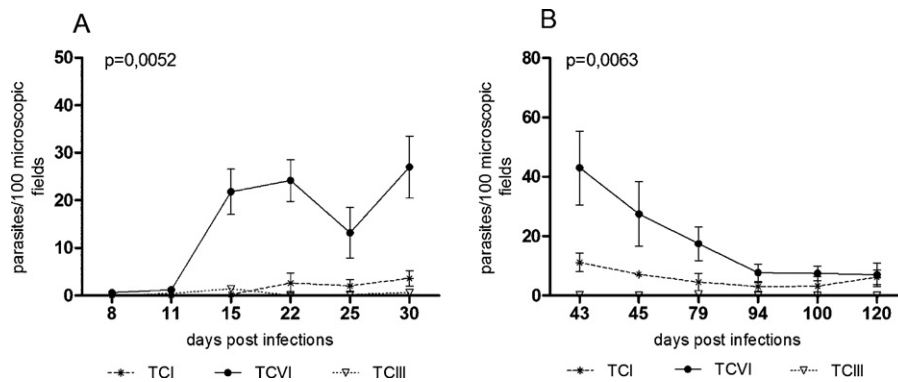 A
p=0,0052
parasites/100 microscopic
fields
50
40
30
20
10
0
8 11 15 22 25 30
days post infections
TCI TCVI TCIII
B
p=0,0063
parasites/100 microscopic
fields
80
60
40
20
0
43 45 79 94 100 120
days post infections
TCI TCVI TCIII